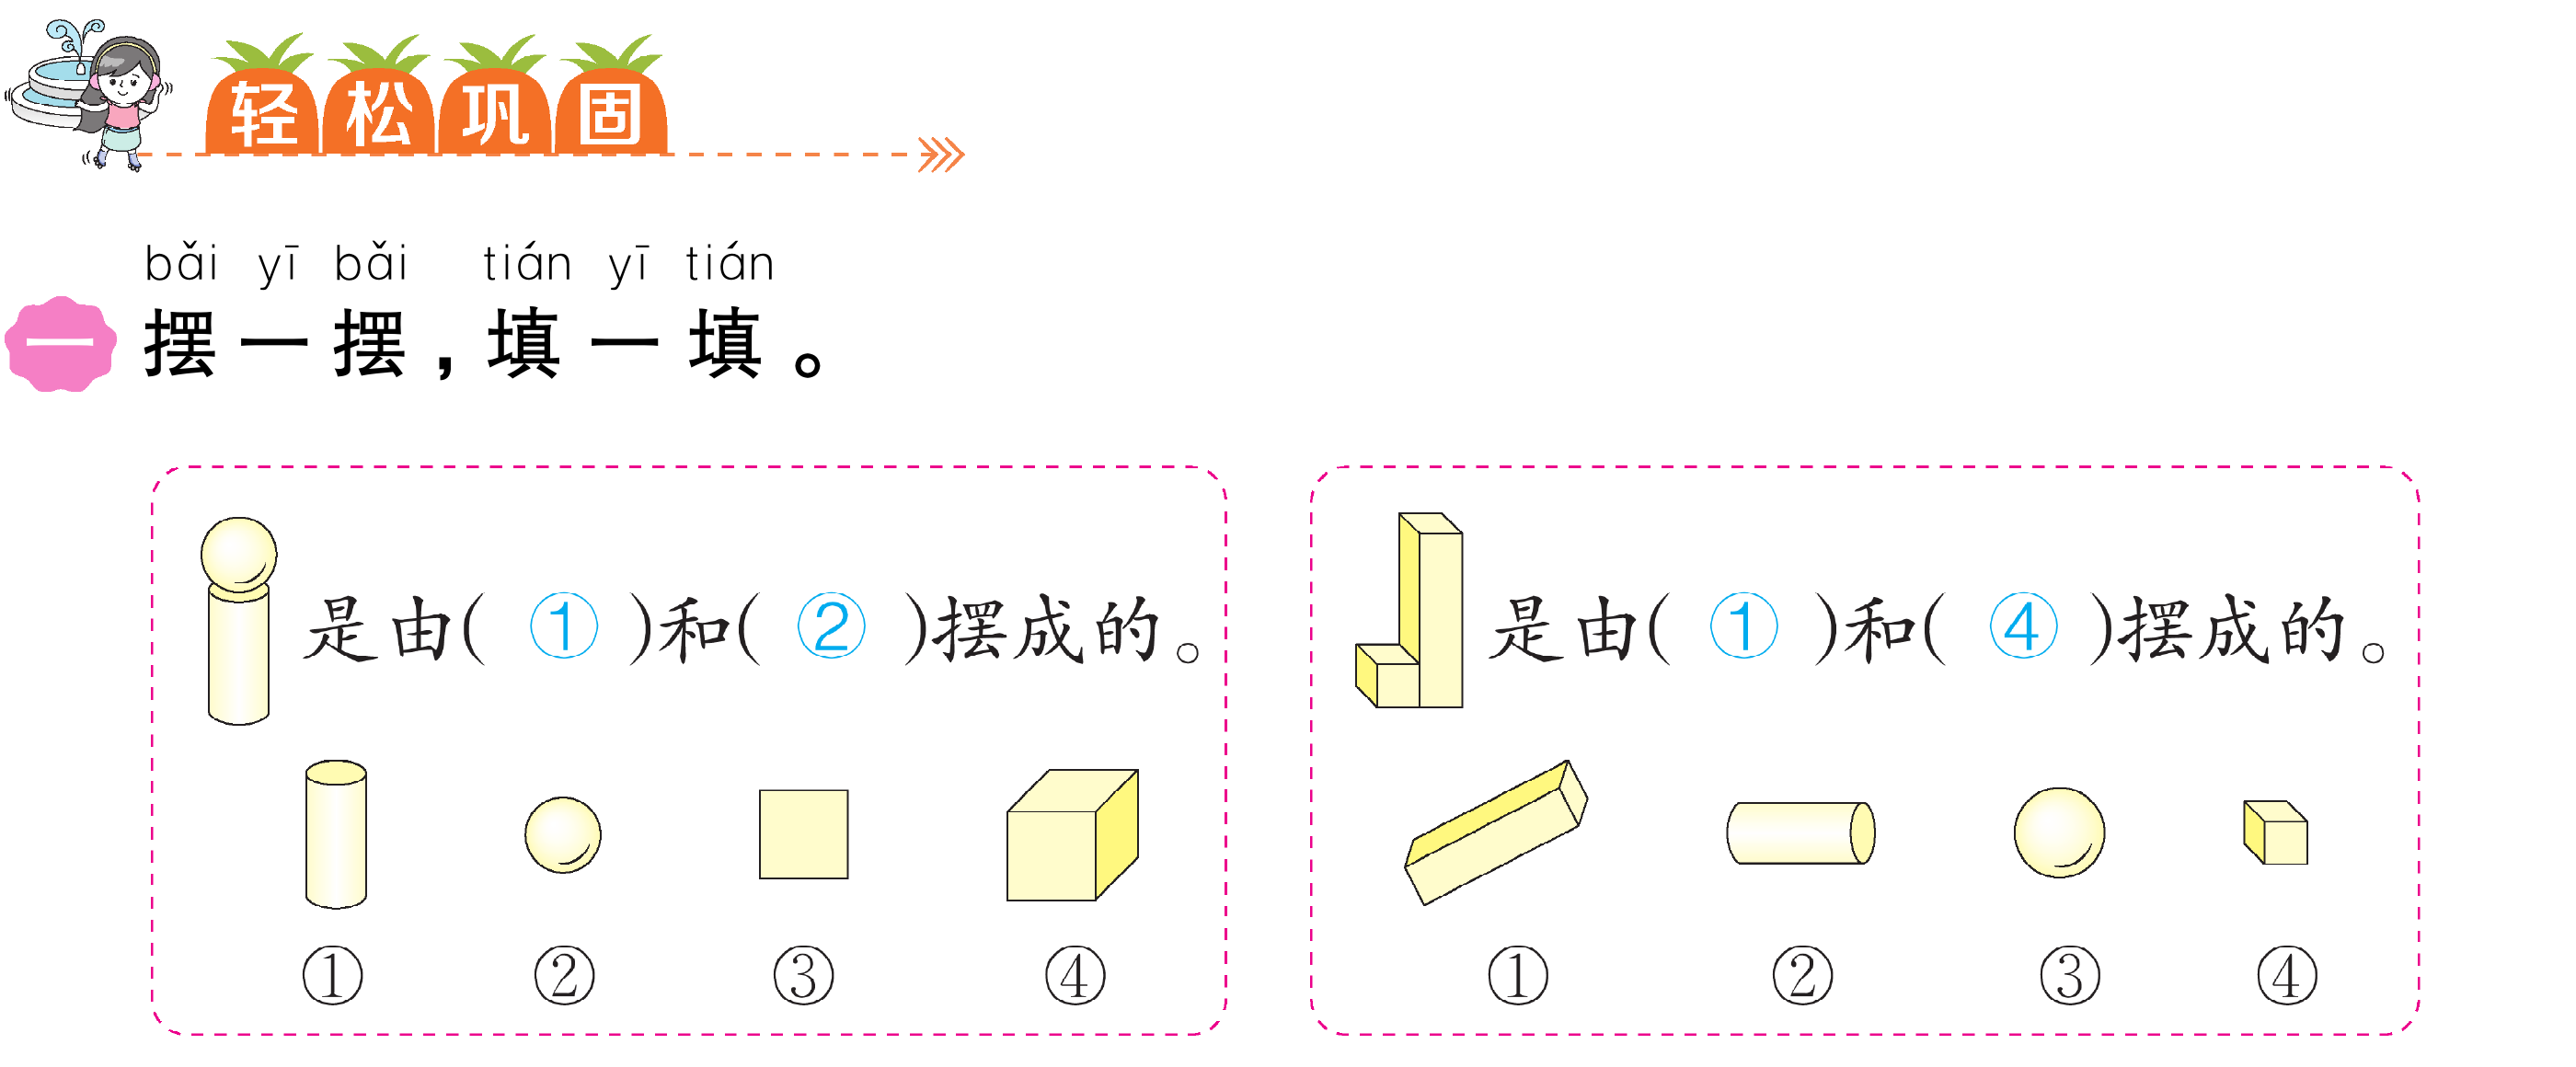 轻松巩固
bǎi yī bǎi tián yī tián
一 摆一摆,填一填。
是由( ① )和( ② )摆成的。
① ② ③ ④
是由( ① )和( ④ )摆成的。
① ② ③ ④